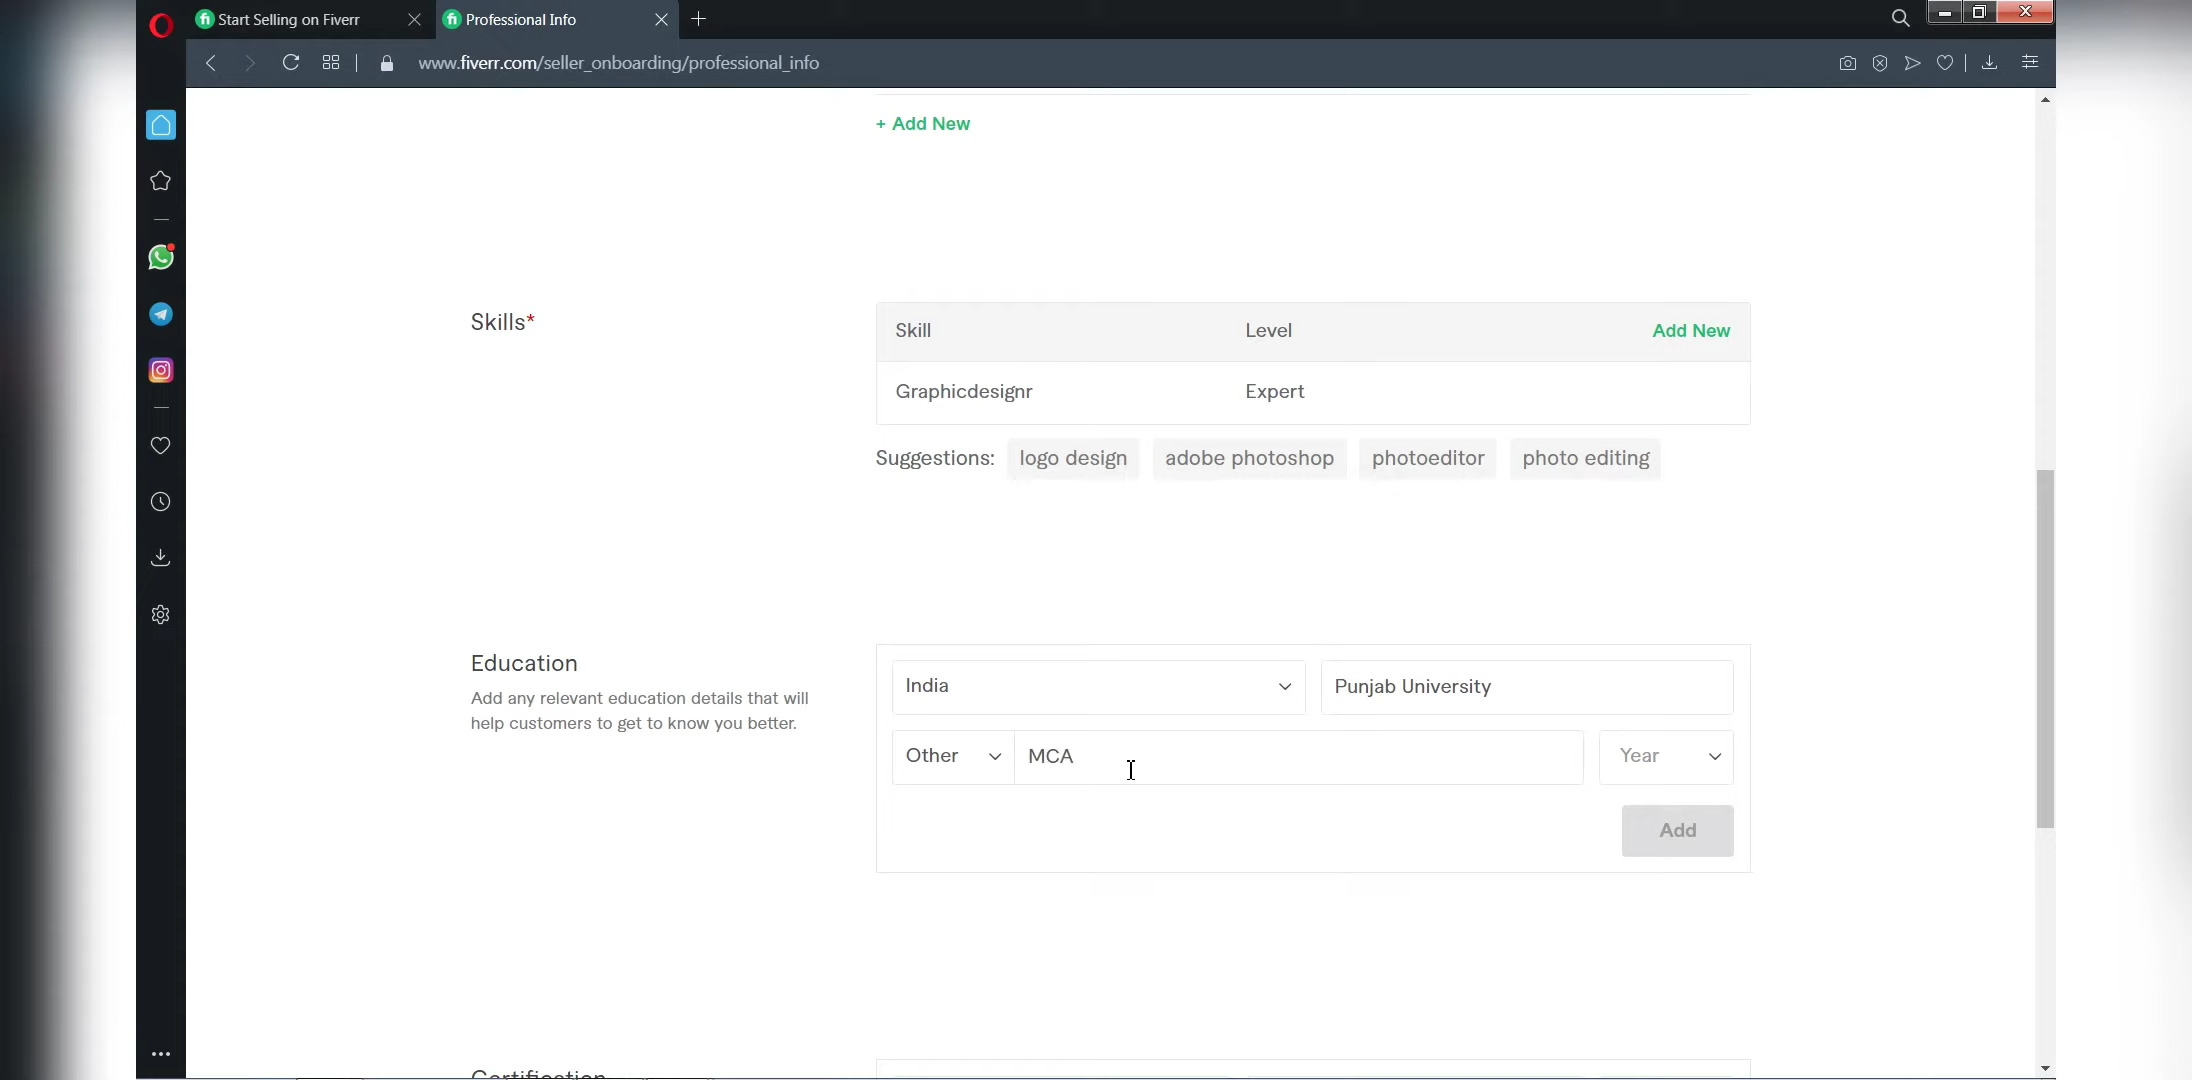 Start Selling on Fiverr
Professional Info
www.fiverr.com/seller_onboarding/professional_info
+ Add New
Skills*
Skill Level Add New
Graphicdesignr Expert
Suggestions: logo design adobe photoshop photoeditor photo editing
Education
Add any relevant education details that will
help customers to get to know you better.
India Punjab University
Other MCA Year
Add
Certification